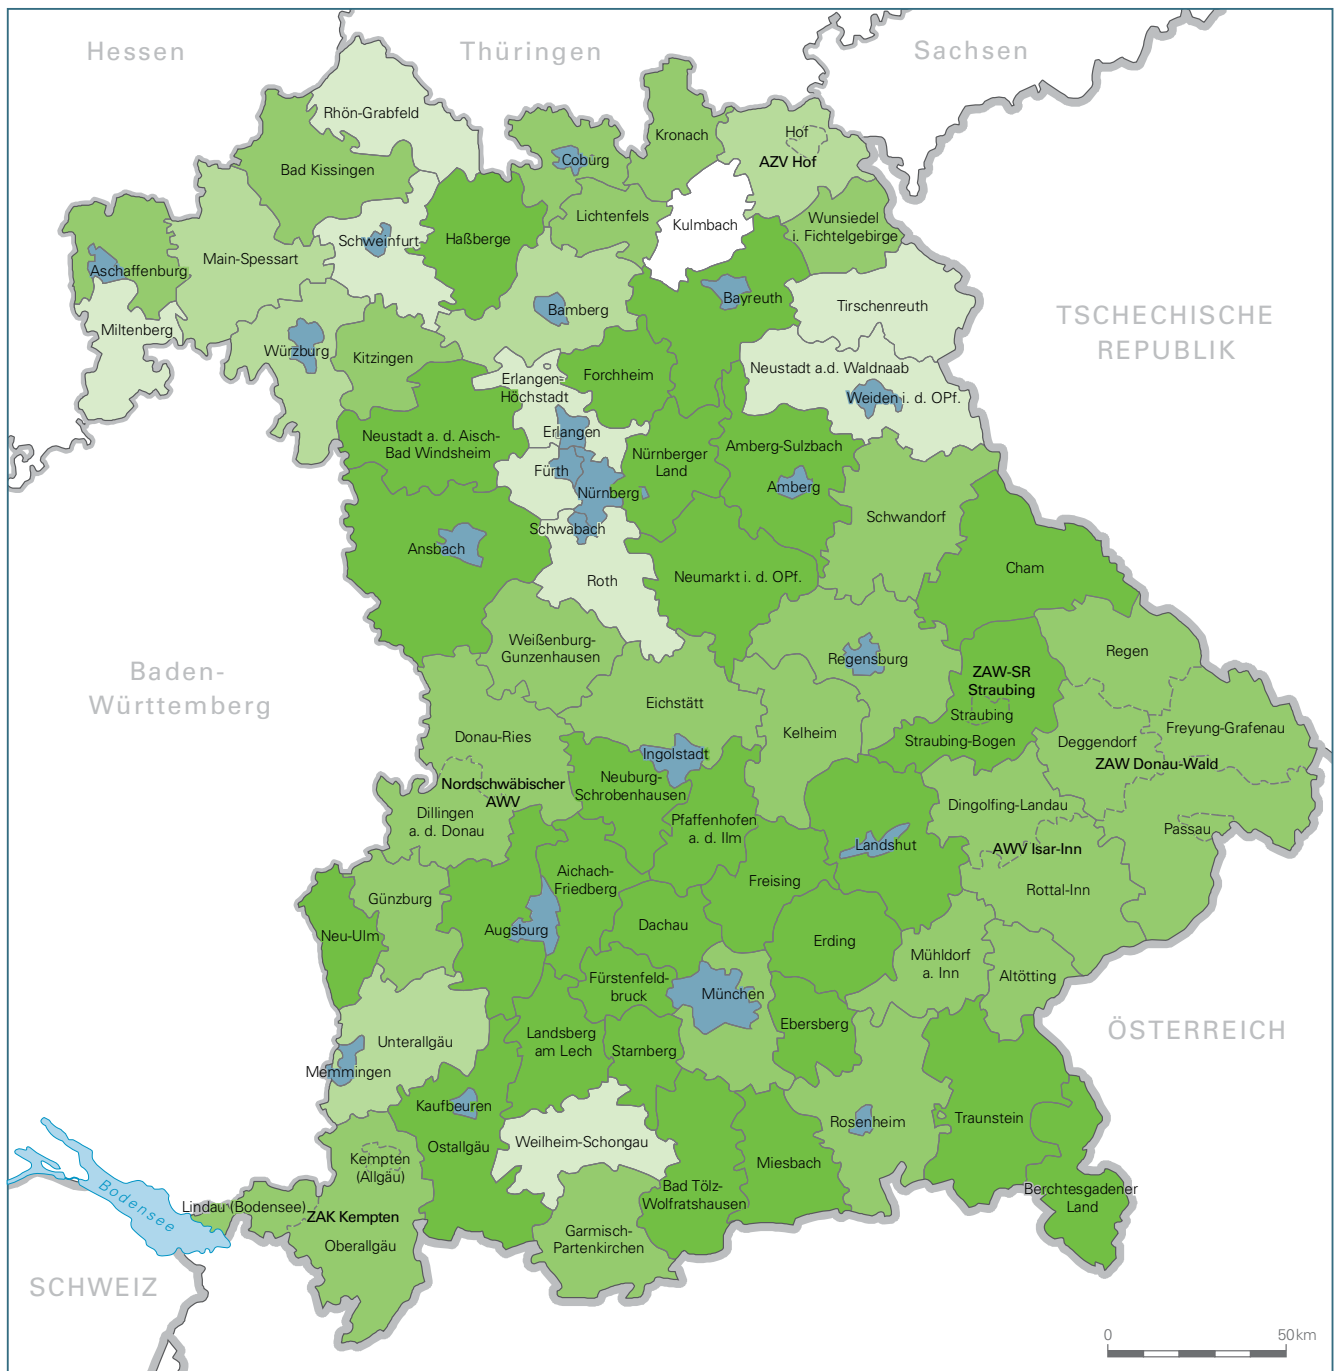 Hessen
Thüringen
Sachsen
Rhön-Grabfeld
Kronach
Hof
AZV Hof
Coburg
Bad Kissingen
Lichtenfels
Kulmbach
Wunsiedel
i. Fichtelgebirge
Schweinfurt
Haßberge
Main-Spessart
Aschaffenburg
Bayreuth
Tirschenreuth
TSCHECHISCHE
REPUBLIK
Bamberg
Miltenberg
Würzburg
Kitzingen
Forchheim
Erlangen-
Höchstadt
Neustadt a.d. Waldnaab
Weiden i. d. OPf.
Neustadt a. d. Aisch-
Bad Windsheim
Erlangen
Nürnberger
Land
Amberg-Sulzbach
Fürth
Nürnberg
Amberg
Schwandorf
Schwabach
Ansbach
Roth
Neumarkt i. d. OPf.
Cham
Weißenburg-
Gunzenhausen
Regensburg
Regen
Baden-
Württemberg
ZAW-SR
Straubing
Straubing
Eichstätt
Kelheim
Straubing-Bogen
Freyung-Grafenau
Deggendorf
ZAW Donau-Wald
Donau-Ries
Ingolstadt
Neuburg-
Schrobenhausen
Nordschwäbischer
AWV
Dillingen
a. d. Donau
Pfaffenhofen
a. d. Ilm
Dingolfing-Landau
Passau
Landshut
AWV Isar-Inn
Rottal-Inn
Aichach-
Friedberg
Freising
Günzburg
Dachau
Neu-Ulm
Augsburg
Erding
Mühldorf
a. Inn
Altötting
Fürstenfeld-
bruck
München
Ebersberg
ÖSTERREICH
Unterallgäu
Landsberg
am Lech
Starnberg
Memmingen
Kaufbeuren
Rosenheim
Traunstein
Ostallgäu
Weilheim-Schongau
Kempten
(Allgäu)
Miesbach
Bad Tölz-
Wolfratshausen
Berchtesgadener
Land
Bodensee
Lindau (Bodensee)
ZAK Kempten
Oberallgäu
Garmisch-
Partenkirchen
SCHWEIZ
0 50 km